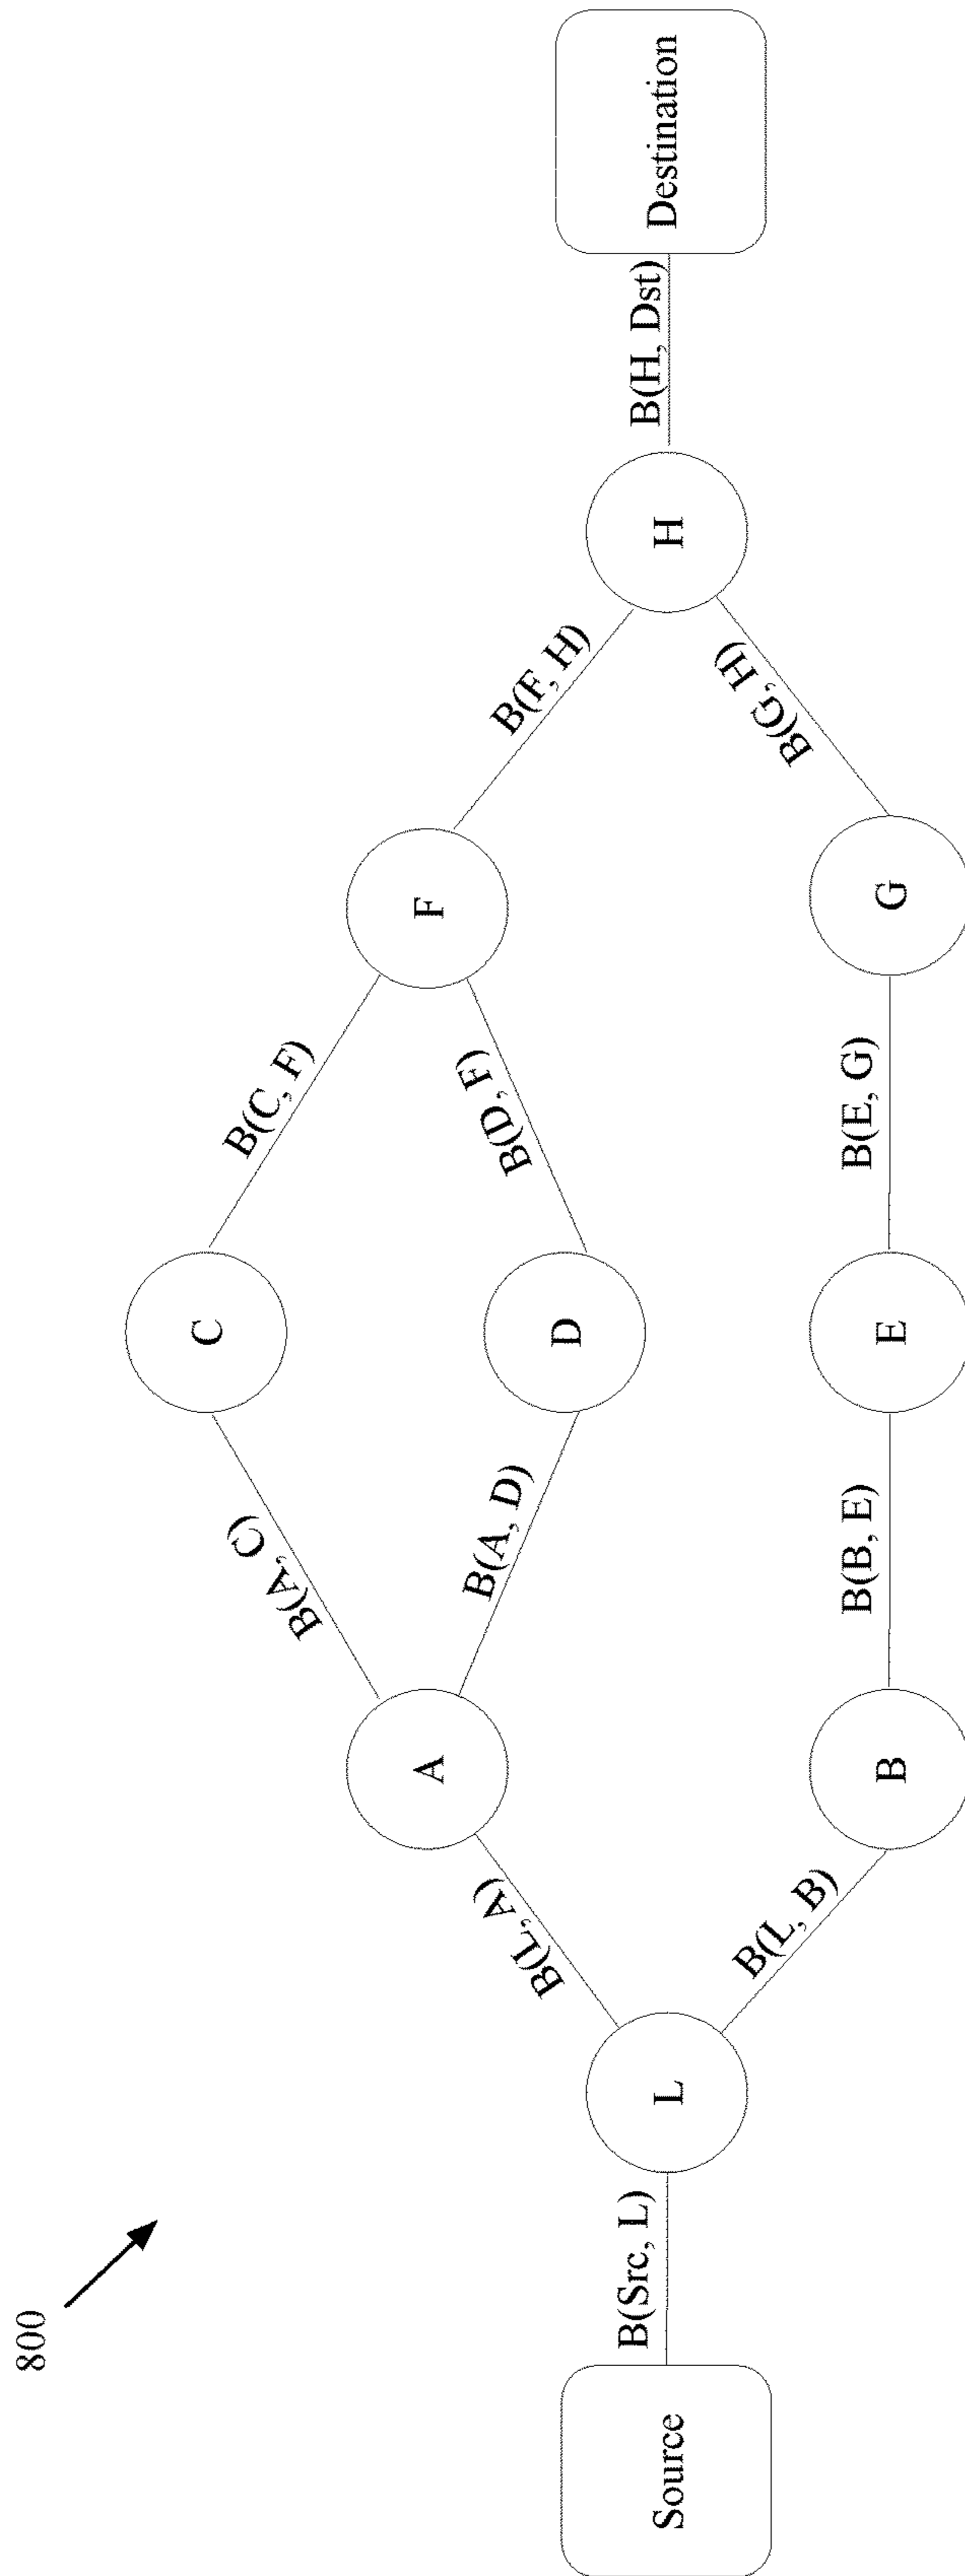 800
Source
B(Src, L)
L
B(L, A)
B(L, B)
A
B
B(A, C)
B(A, D)
B(B, E)
C
D
E
B(C, F)
B(D, F)
B(E, G)
F
G
B(F, H)
B(G, H)
H
B(H, Dst)
Destination